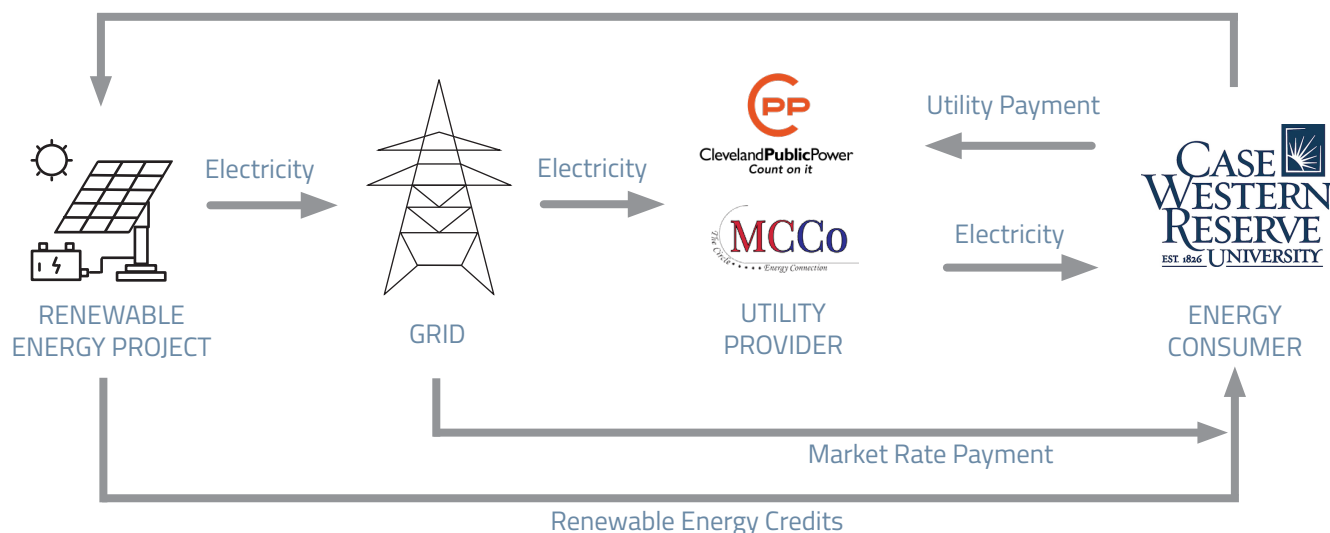 CPP
ClevelandPublicPower
Count on it
Utility Payment
CASE
WESTERN
RESERVE
EST. 1826 UNIVERSITY
Electricity
Electricity
The Circle
MCCo
Energy Connection
Electricity
RENEWABLE
ENERGY PROJECT
GRID
UTILITY
PROVIDER
ENERGY
CONSUMER
Market Rate Payment
Renewable Energy Credits